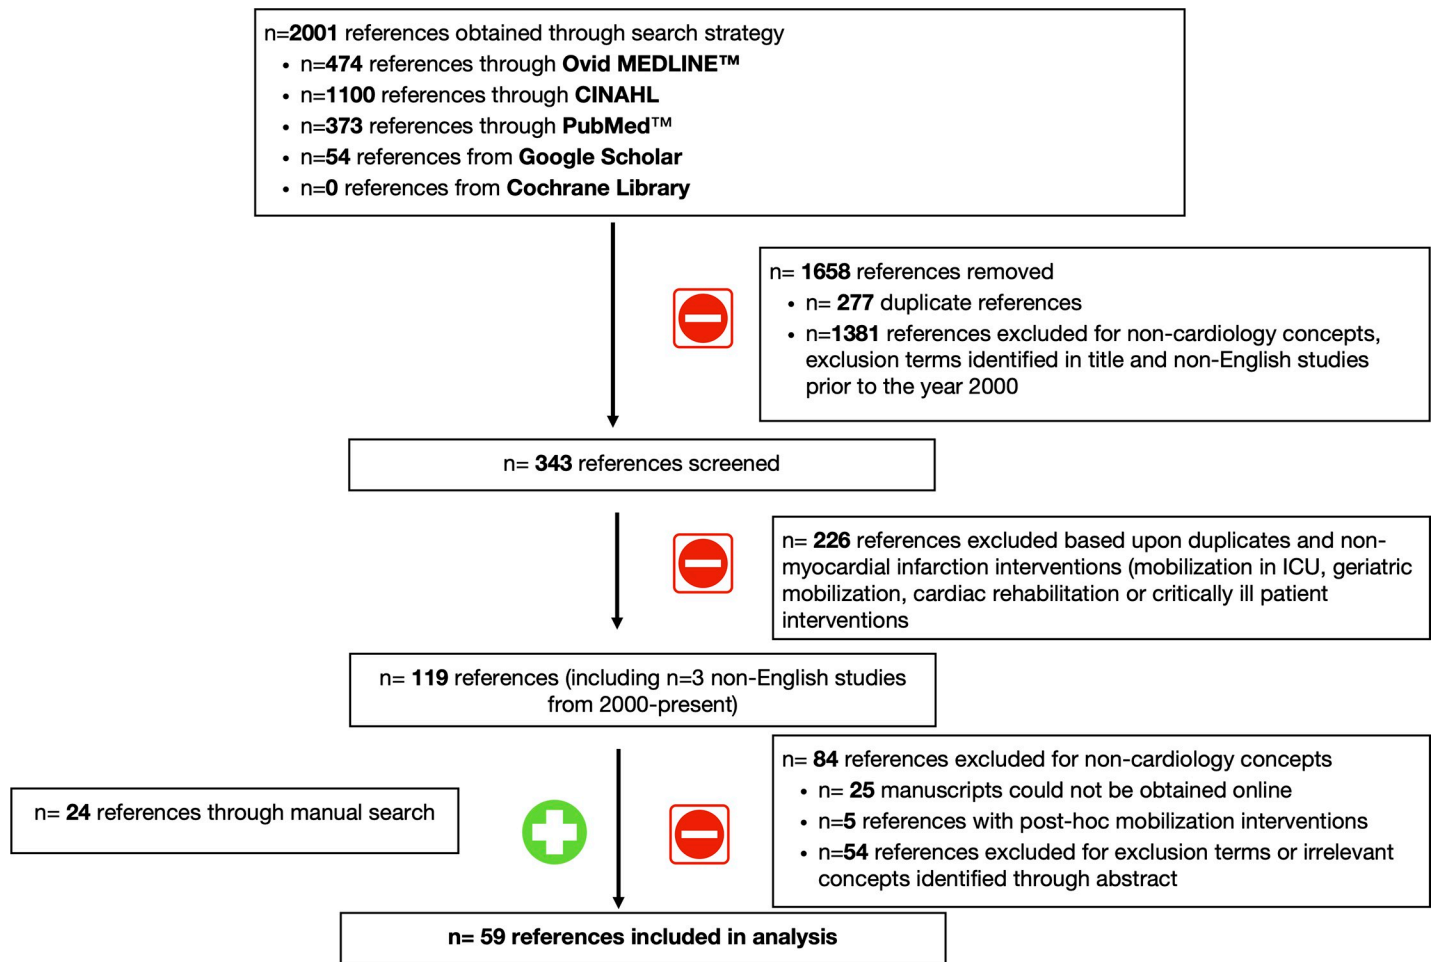 n=2001 references obtained through search strategy
• n=474 references through Ovid MEDLINE™
• n=1100 references through CINAHL
• n=373 references through PubMed™
• n=54 references from Google Scholar
• n=0 references from Cochrane Library
n= 1658 references removed
• n= 277 duplicate references
• n=1381 references excluded for non-cardiology concepts,
exclusion terms identified in title and non-English studies
prior to the year 2000
n= 343 references screened
n= 226 references excluded based upon duplicates and non-
myocardial infarction interventions (mobilization in ICU, geriatric
mobilization, cardiac rehabilitation or critically ill patient
interventions
n= 119 references (including n=3 non-English studies
from 2000-present)
n= 84 references excluded for non-cardiology concepts
• n= 25 manuscripts could not be obtained online
• n=5 references with post-hoc mobilization interventions
• n=54 references excluded for exclusion terms or irrelevant
concepts identified through abstract
n= 24 references through manual search
n= 59 references included in analysis